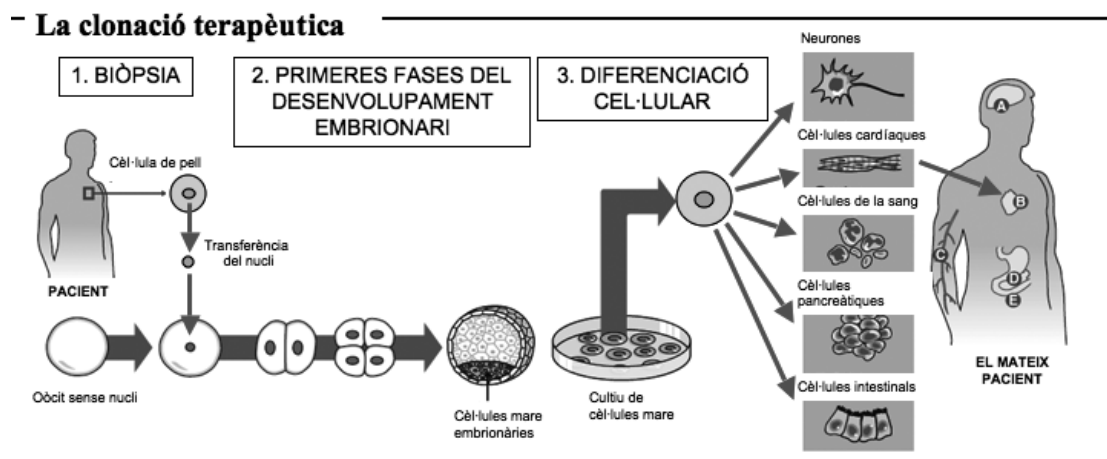 La clonació terapèutica
1. BIÒPSIA
2. PRIMERES FASES DEL
DESENVOLUPAMENT
EMBRIONARI
3. DIFERENCIACIÓ
CEL·LULAR
Cèl·lula de pell
Transferència
del nucli
PACIENT
Oòcit sense nucli
Cèl·lules mare
embrionàries
Cultiu de
cèl·lules mare
Neurones
Cèl·lules cardíaques
Cèl·lules de la sang
Cèl·lules
pancreàtiques
Cèl·lules intestinals
A
B
C
D
E
EL MATEIX
PACIENT